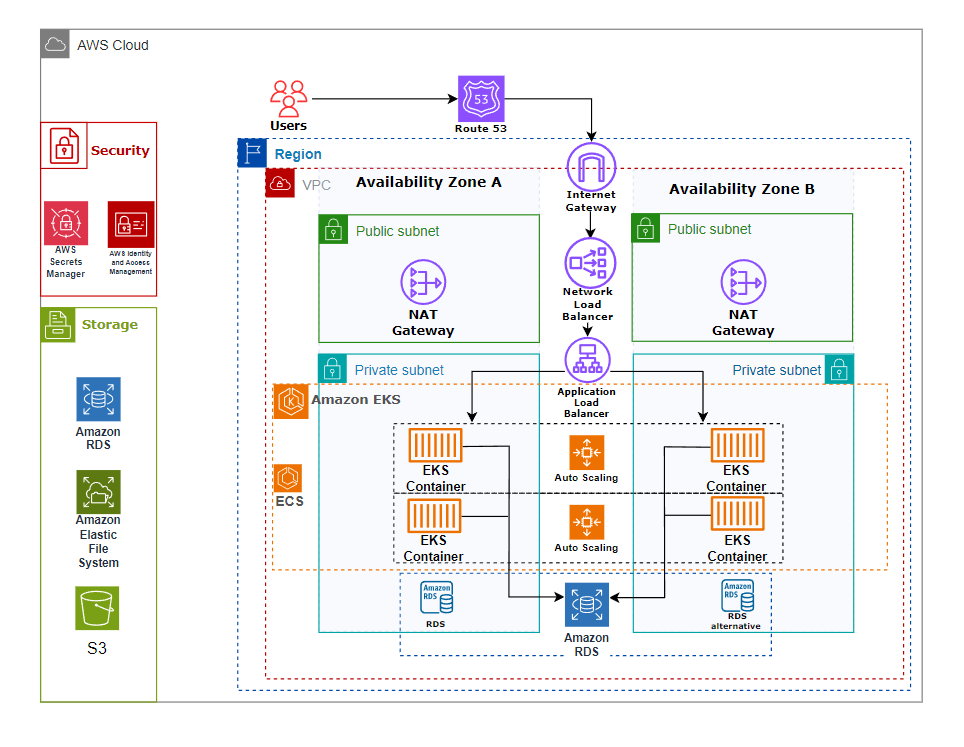 AWS Cloud
Users
53
Route 53
Security
AWS
Secrets
Manager
AWS Identity
and Access
Management
Storage
Amazon
RDS
Amazon
Elastic
File
System
S3
Region
VPC
Availability Zone A
Availability Zone B
Internet
Gateway
Public subnet
Public subnet
NAT
Gateway
Network
Load
Balancer
NAT
Gateway
Private subnet
Private subnet
Application
Load
Balancer
K
Amazon EKS
ECS
EKS
Container
Auto Scaling
EKS
Container
EKS
Container
Auto Scaling
EKS
Container
Amazon
RDS
RDS
Amazon
RDS
Amazon
RDS
RDS
alternative